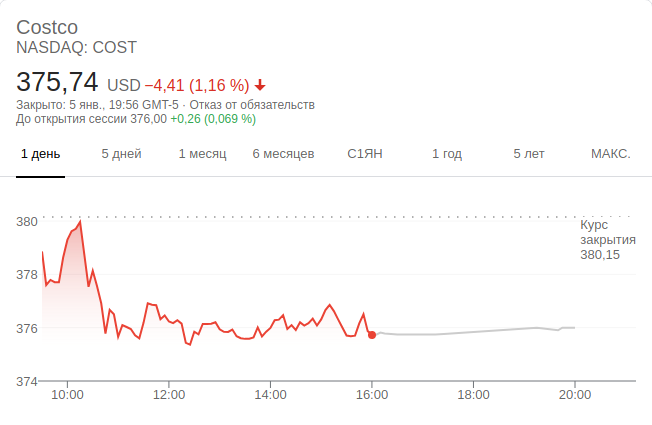 Costco
NASDAQ: COST
375,74 USD −4,41 (1,16 %)
Закрыто: 5 янв., 19:56 GMT-5 · Отказ от обязательств
До открытия сессии 376,00 +0,26 (0,069 %)
1 день 5 дней 1 месяц 6 месяцев С1ЯН 1 год 5 лет МАКС.
380
Курс
закрытия
380,15
378
376
374
10:00 12:00 14:00 16:00 18:00 20:00